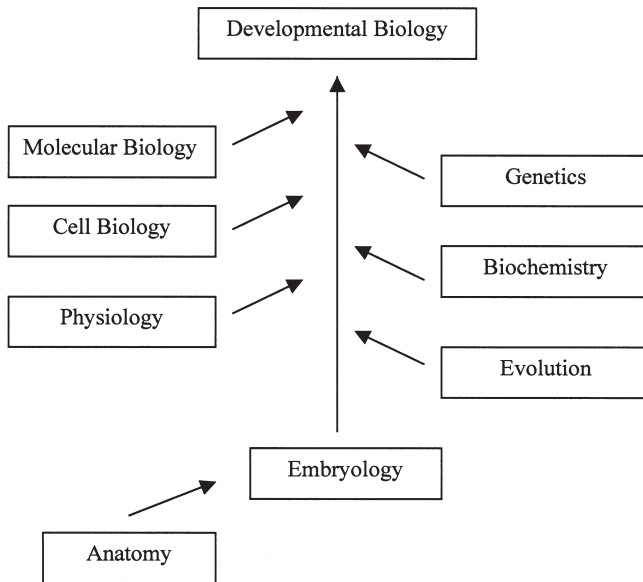 Developmental Biology
Molecular Biology
Genetics
Cell Biology
Biochemistry
Physiology
Evolution
Embryology
Anatomy